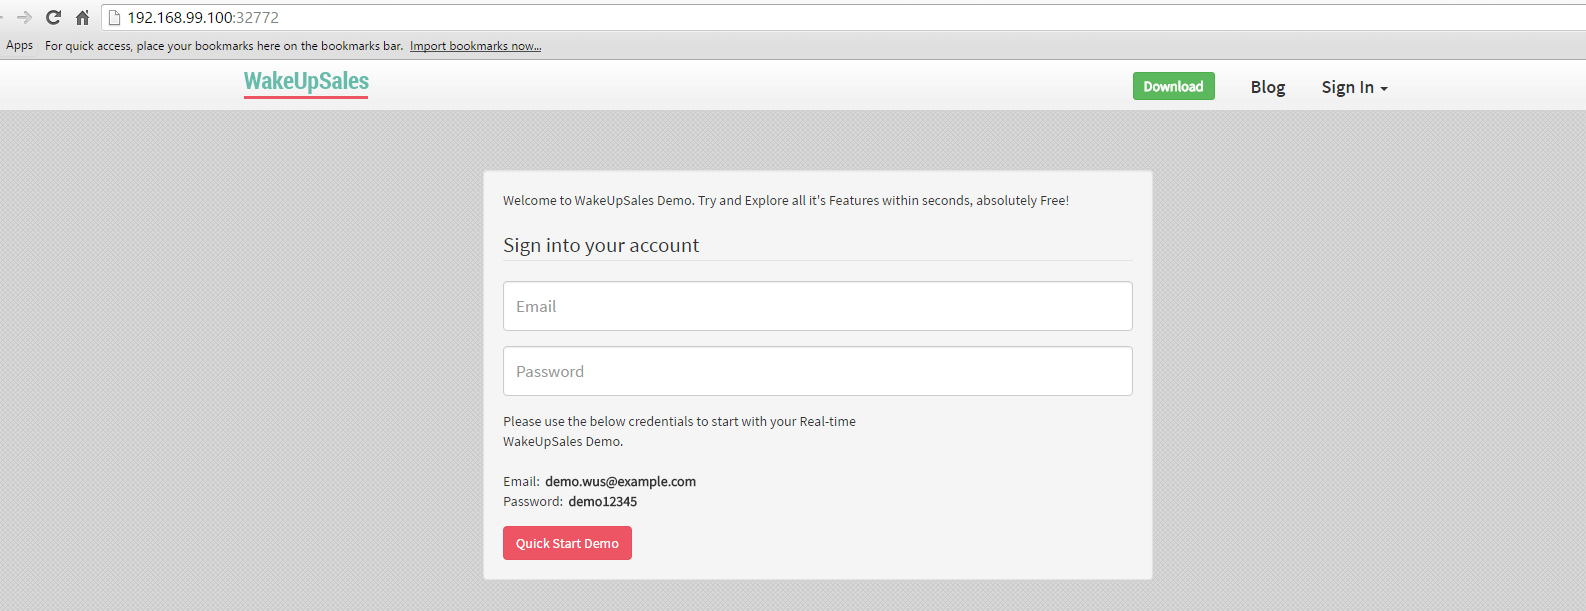 192.168.99.100:32772
Apps For quick access, place your bookmarks here on the bookmarks bar. Import bookmarks now...
WakeUpSales Download Blog Sign In
Welcome to WakeUpSales Demo. Try and Explore all it's Features within seconds, absolutely Free!
Sign into your account
Email
Password
Please use the below credentials to start with your Real-time
WakeUpSales Demo.
Email: demo.wus@example.com
Password: demo12345
Quick Start Demo